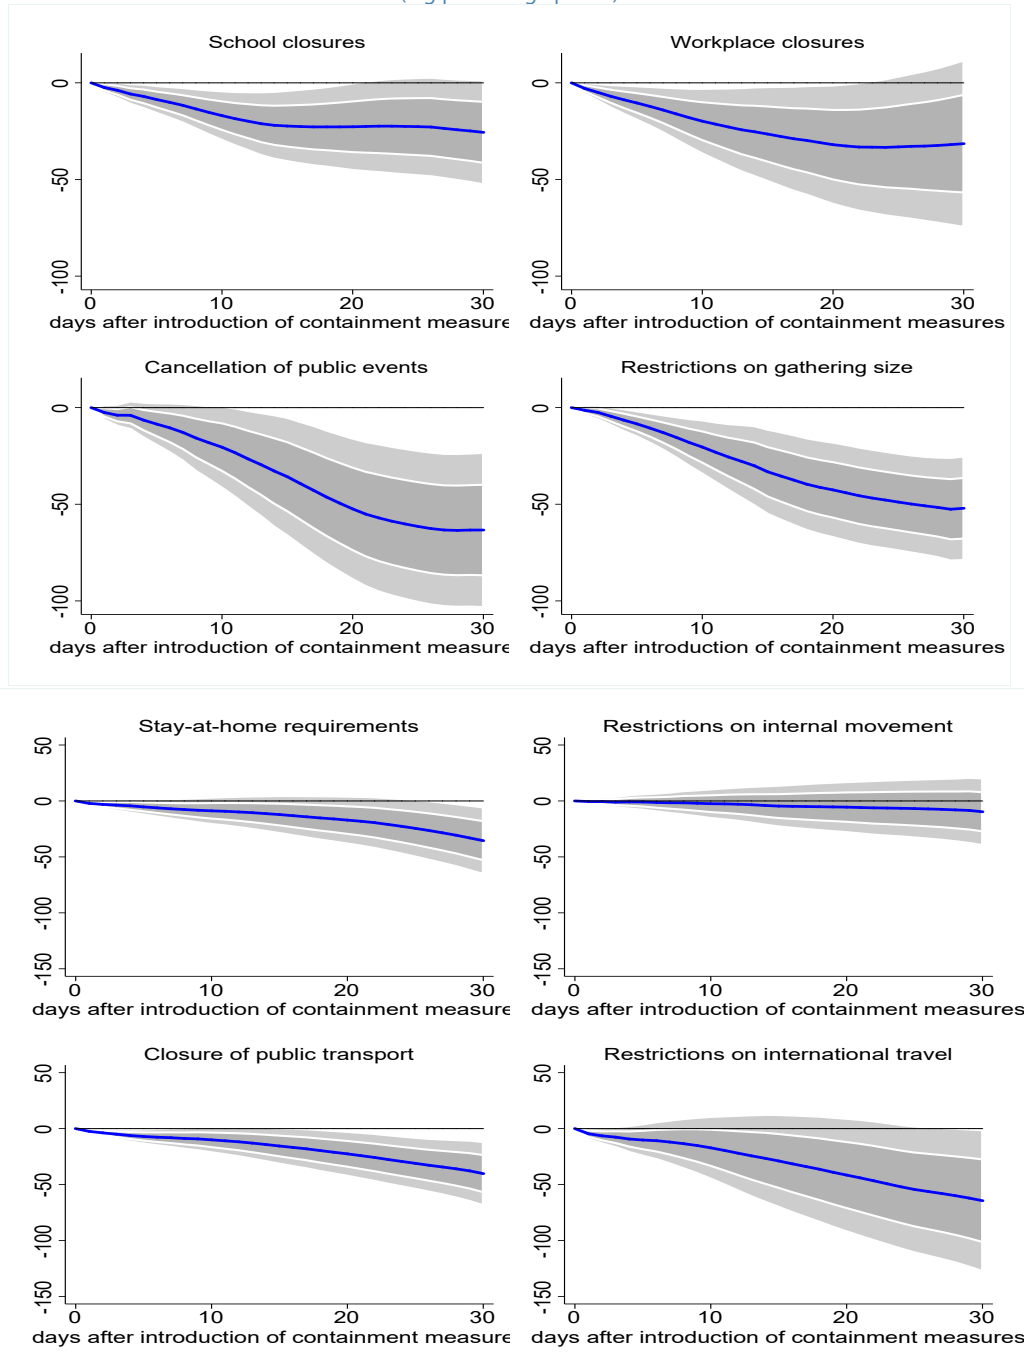 School closures
Workplace closures
0
-50
-100
0 10 20 30
days after introduction of containment measure
0
-50
-100
0 10 20 30
days after introduction of containment measures
Cancellation of public events
Restrictions on gathering size
0
-50
-100
0 10 20 30
days after introduction of containment measure
0
-50
-100
0 10 20 30
days after introduction of containment measures
Stay-at-home requirements
Restrictions on internal movement
50
0
-50
-100
-150
0 10 20 30
days after introduction of containment measure
50
0
-50
-100
-150
0 10 20 30
days after introduction of containment measures
Closure of public transport
Restrictions on international travel
50
0
-50
-100
-150
0 10 20 30
days after introduction of containment measure
50
0
-50
-100
-150
0 10 20 30
days after introduction of containment measures